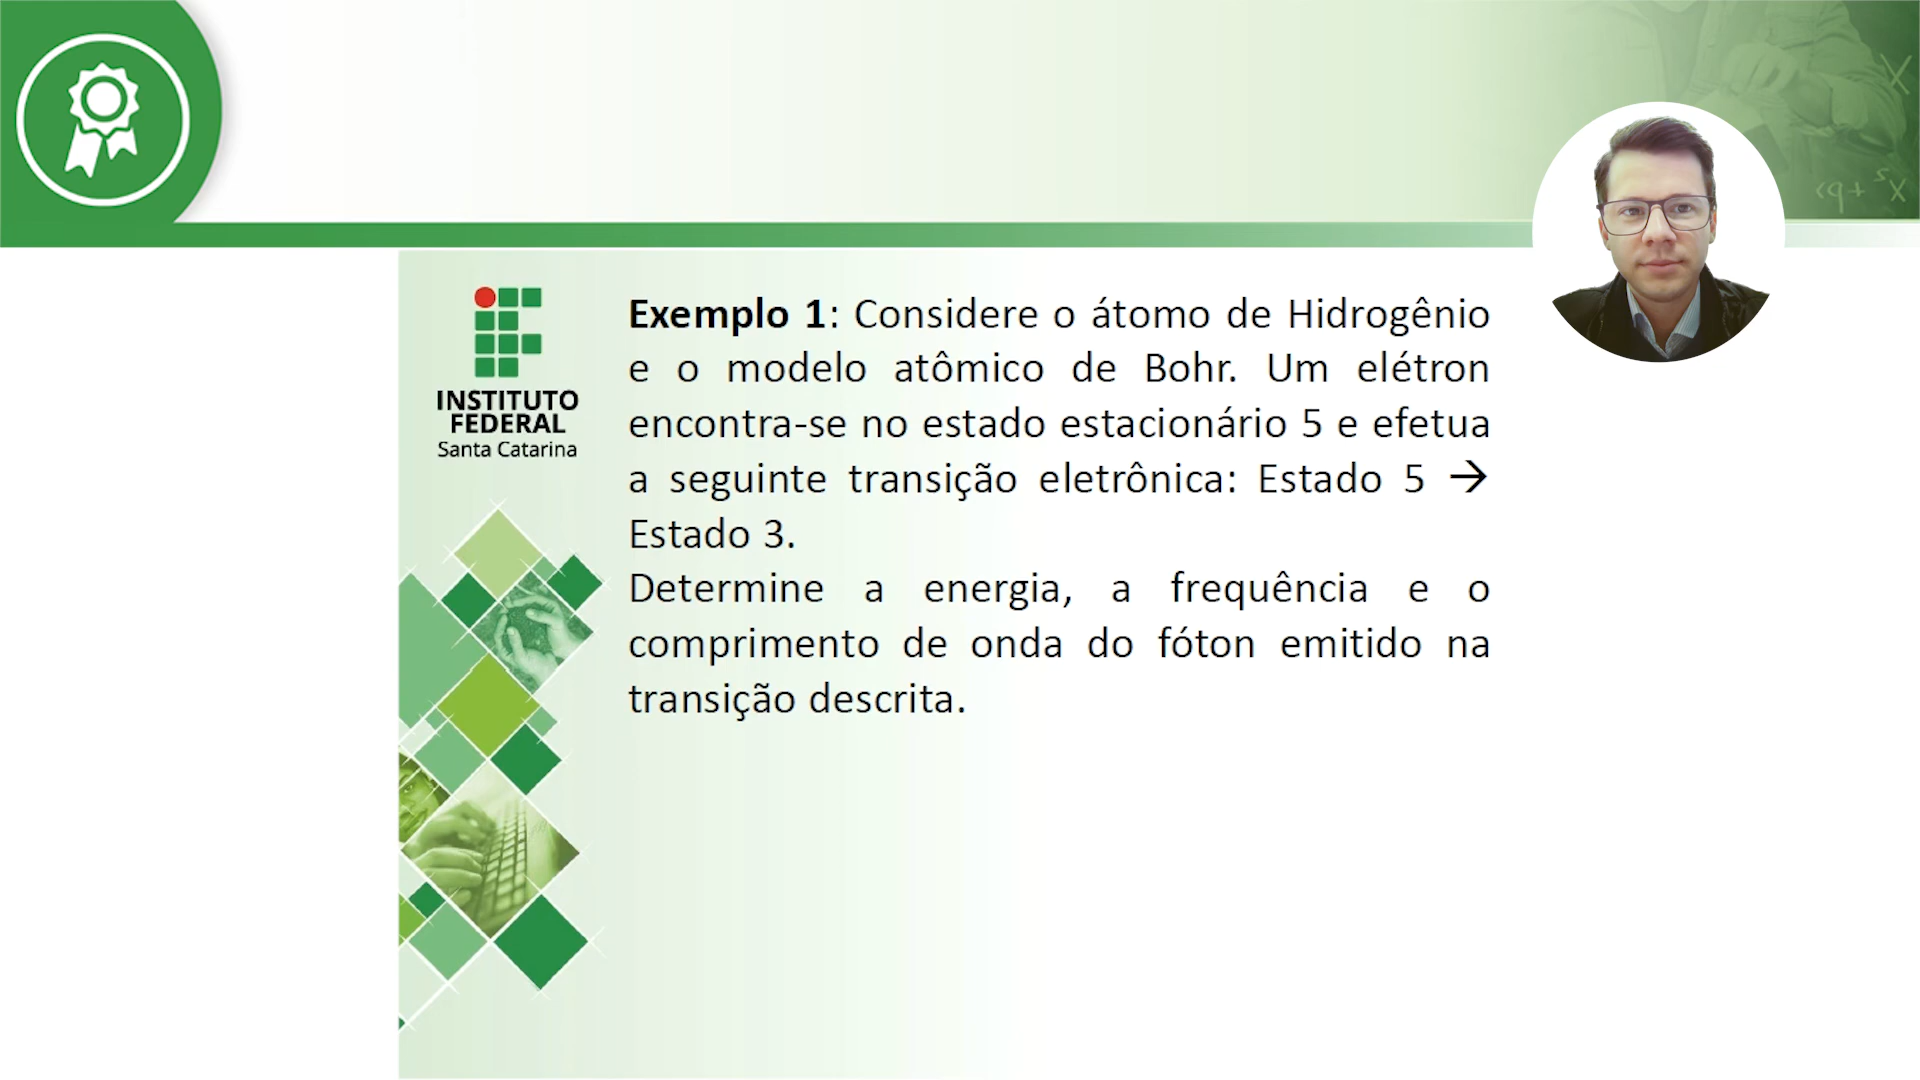 INSTITUTO
FEDERAL
Santa Catarina
Exemplo 1: Considere o átomo de Hidrogênio
e o modelo atômico de Bohr. Um elétron
encontra-se no estado estacionário 5 e efetua
a seguinte transição eletrônica: Estado 5 →
Estado 3.
Determine a energia, a frequência e o
comprimento de onda do fóton emitido na
transição descrita.